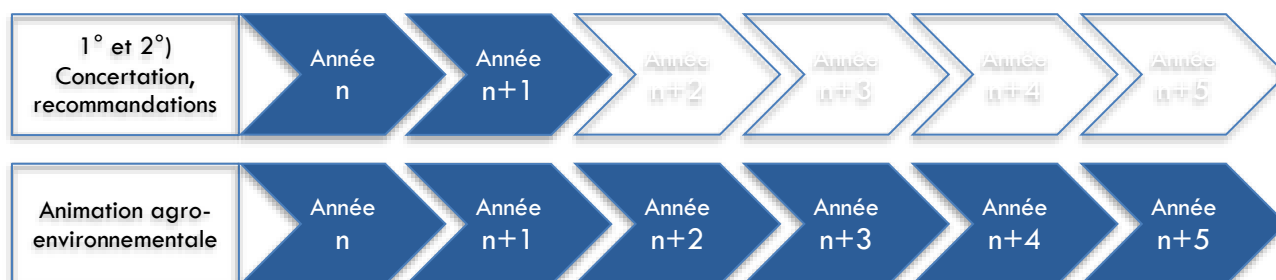 1° et 2°)
Concertation,
recommandations
Année
n
Année
n+1
Année
n+2
Année
n+3
Année
n+4
Année
n+5
Animation agro-
environnementale
Année
n
Année
n+1
Année
n+2
Année
n+3
Année
n+4
Année
n+5